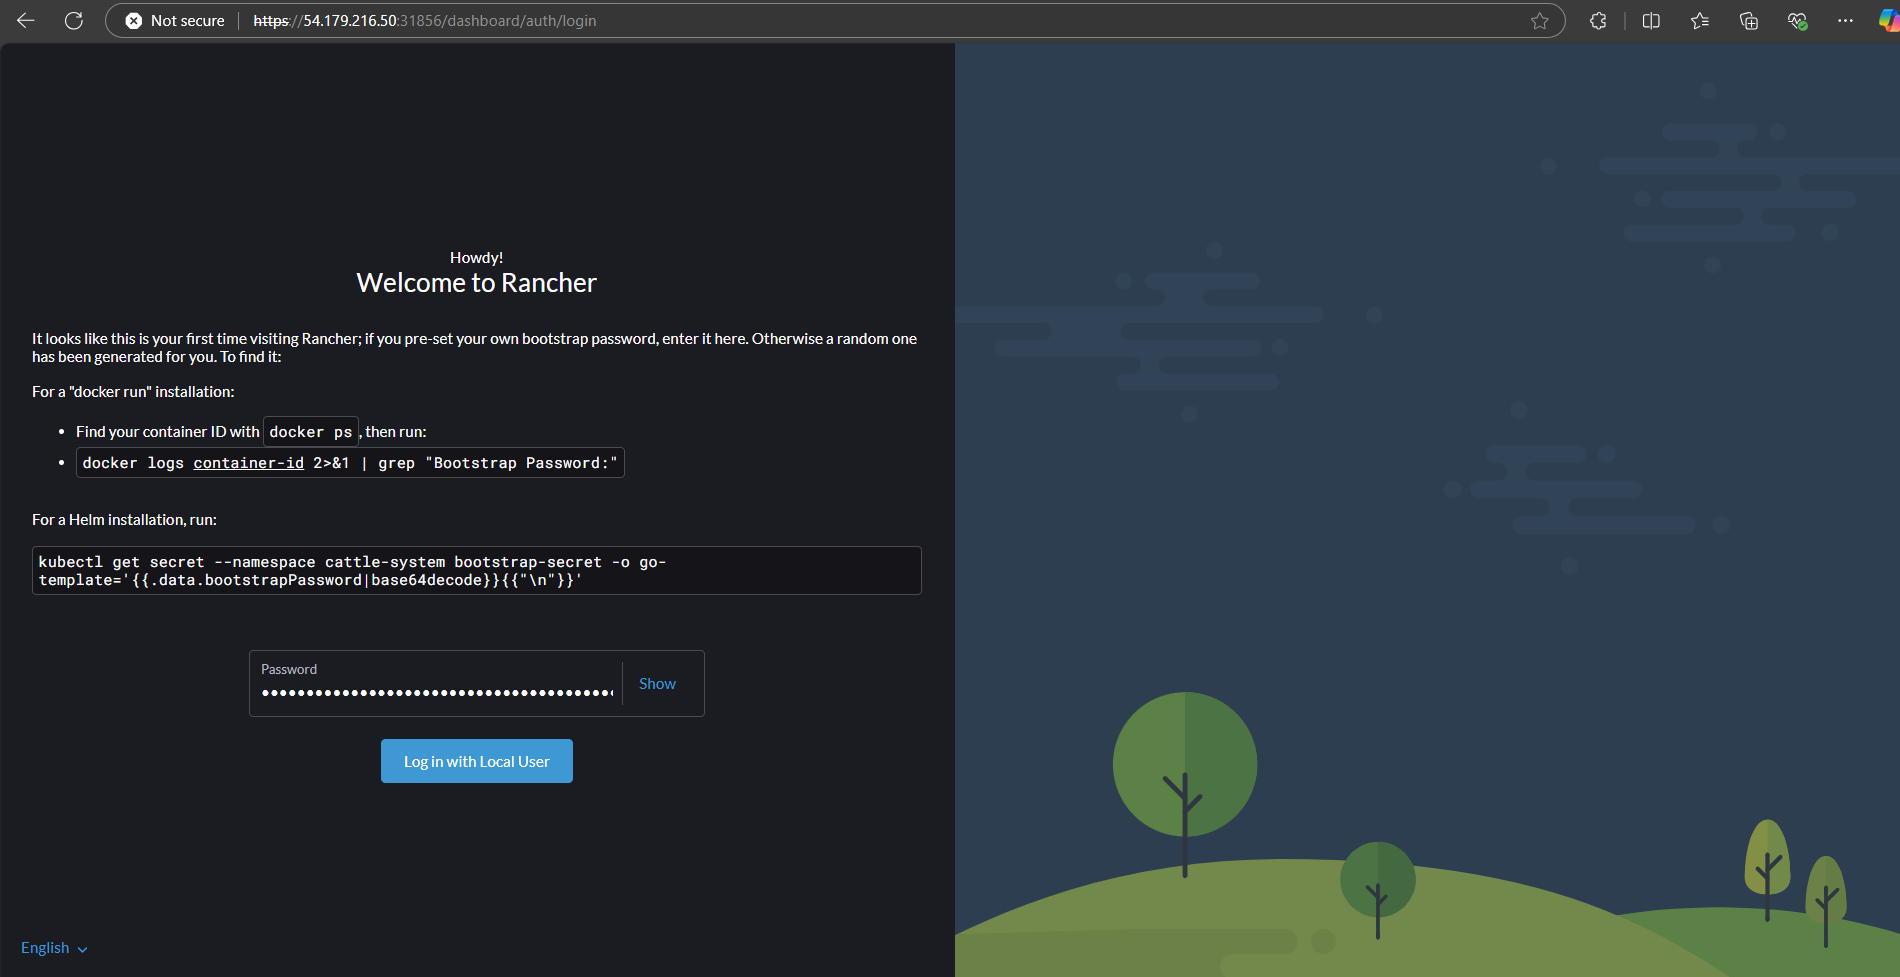 Not secure
https://54.179.216.50:31856/dashboard/auth/login
Howdy!
Welcome to Rancher
It looks like this is your first time visiting Rancher; if you pre-set your own bootstrap password, enter it here. Otherwise a random one
has been generated for you. To find it:
For a "docker run" installation:
• Find your container ID with docker ps, then run:
• docker logs container-id 2>&1 | grep "Bootstrap Password:"
For a Helm installation, run:
kubectl get secret --namespace cattle-system bootstrap-secret -o go-
template='{{.data.bootstrapPassword|base64decode}}{{"\n"}}'
Password
Show
Log in with Local User
English